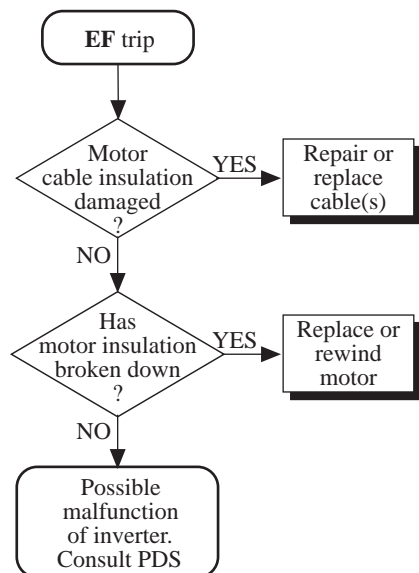 EF trip
Motor
cable insulation
damaged
?
YES
Repair or
replace
cable(s)
NO
Has
motor insulation
broken down
?
YES
Replace or
rewind
motor
NO
Possible
malfunction
of inverter.
Consult PDS